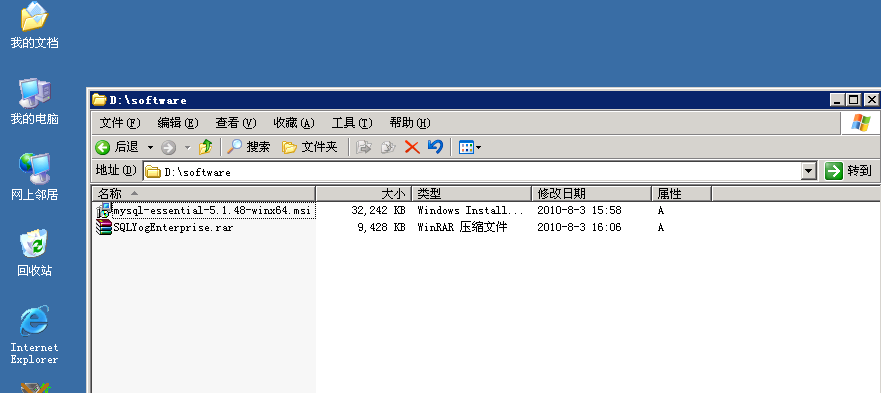 我的文档
我的电脑
网上邻居
回收站
Internet
Explorer
D:\software
文件(F) 编辑(E) 查看(V) 收藏(A) 工具(T) 帮助(H)
后退 搜索 文件夹
地址(D) D:\software 转到
名称 大小 类型 修改日期 属性
mysql-essential-5.1.48-winx64.msi 32,242 KB Windows Install... 2010-8-3 15:58 A
SQLYogEnterprise.rar 9,428 KB WinRAR 压缩文件 2010-8-3 16:06 A